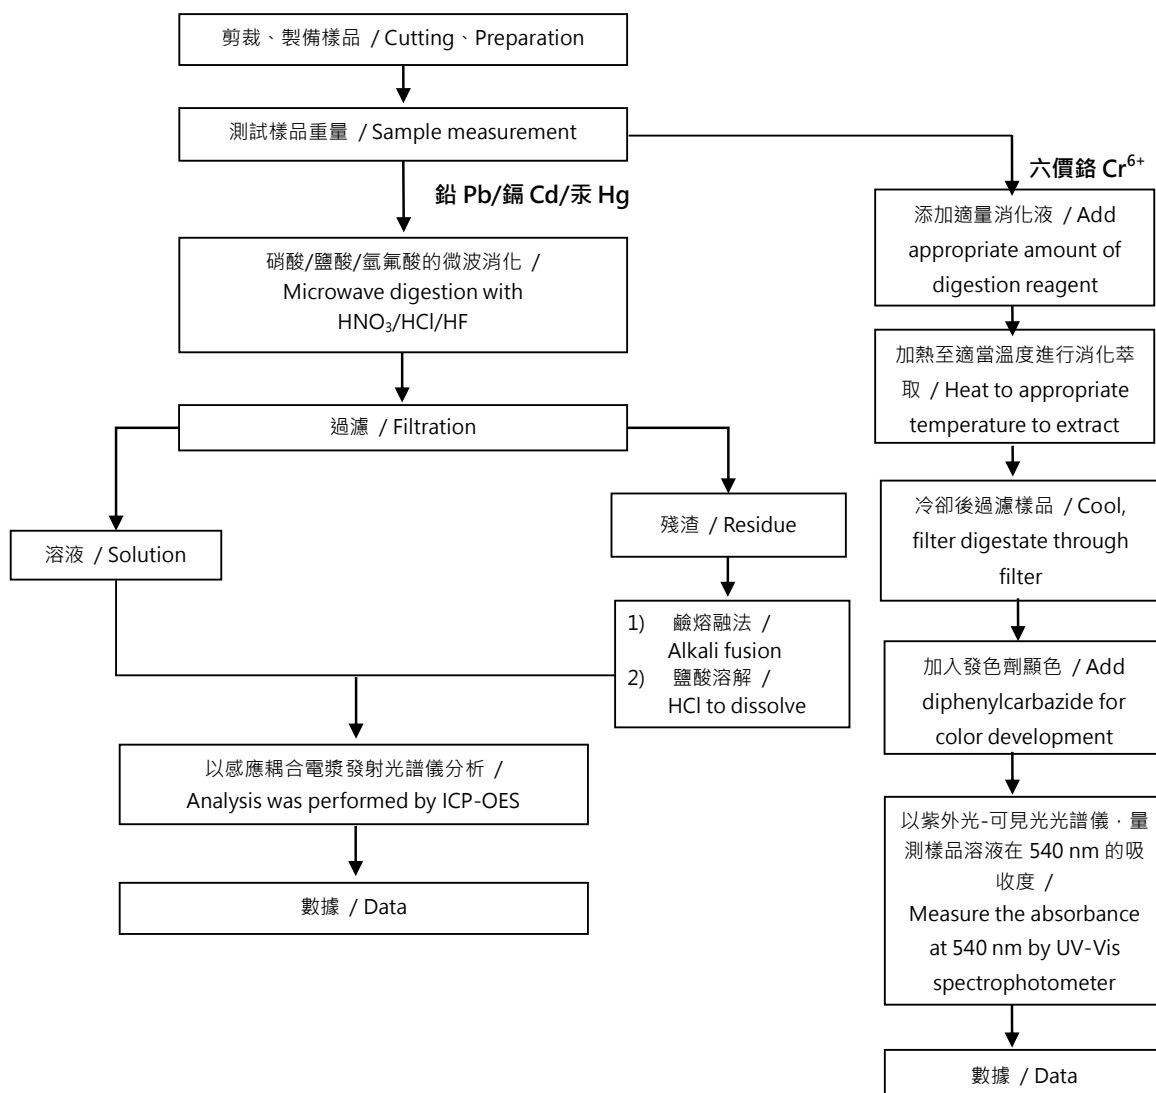 剪裁、製備樣品 / Cutting、Preparation
測試樣品重量 / Sample measurement
鉛 Pb/鎘 Cd/汞 Hg
硝酸/鹽酸/氫氟酸的微波消化 /
Microwave digestion with
HNO₃/HCl/HF
過濾 / Filtration
溶液 / Solution
殘渣 / Residue
1) 鹼熔融法 /
Alkali fusion
2) 鹽酸溶解 /
HCl to dissolve
以感應耦合電漿發射光譜儀分析 /
Analysis was performed by ICP-OES
數據 / Data
六價鉻 Cr⁶⁺
添加適量消化液 / Add
appropriate amount of
digestion reagent
加熱至適當溫度進行消化萃
取 / Heat to appropriate
temperature to extract
冷卻後過濾樣品 / Cool,
filter digestate through
filter
加入發色劑顯色 / Add
diphenylcarbazide for
color development
以紫外光-可見光光譜儀，量
測樣品溶液在 540 nm 的吸
收度 /
Measure the absorbance
at 540 nm by UV-Vis
spectrophotometer
數據 / Data